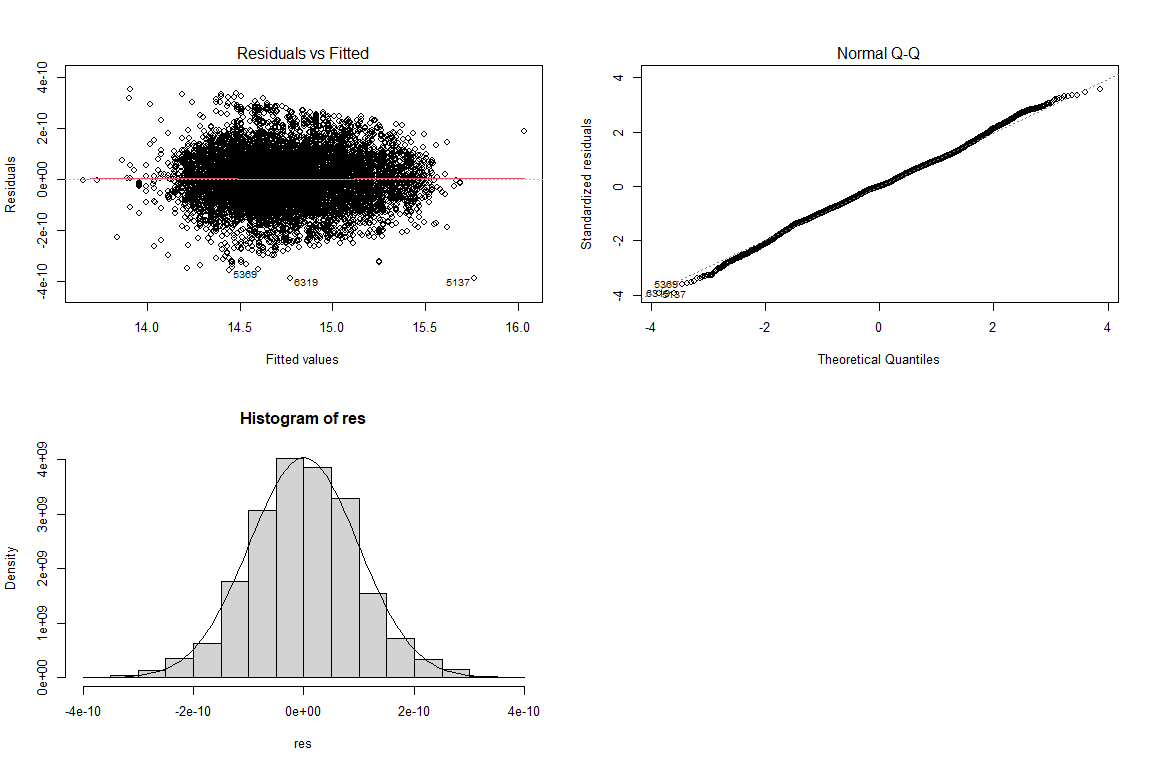 Residuals vs Fitted
4e-10
2e-10
0e+00
-2e-10
-4e-10
Residuals
5369
6319
5137
14.0 14.5 15.0 15.5 16.0
Fitted values
Normal Q-Q
4
2
0
-2
-4
Standardized residuals
5369
6319
5137
-4 -2 0 2 4
Theoretical Quantiles
Histogram of res
4e+09
3e+09
2e+09
1e+09
0e+00
Density
-4e-10 -2e-10 0e+00 2e-10 4e-10
res